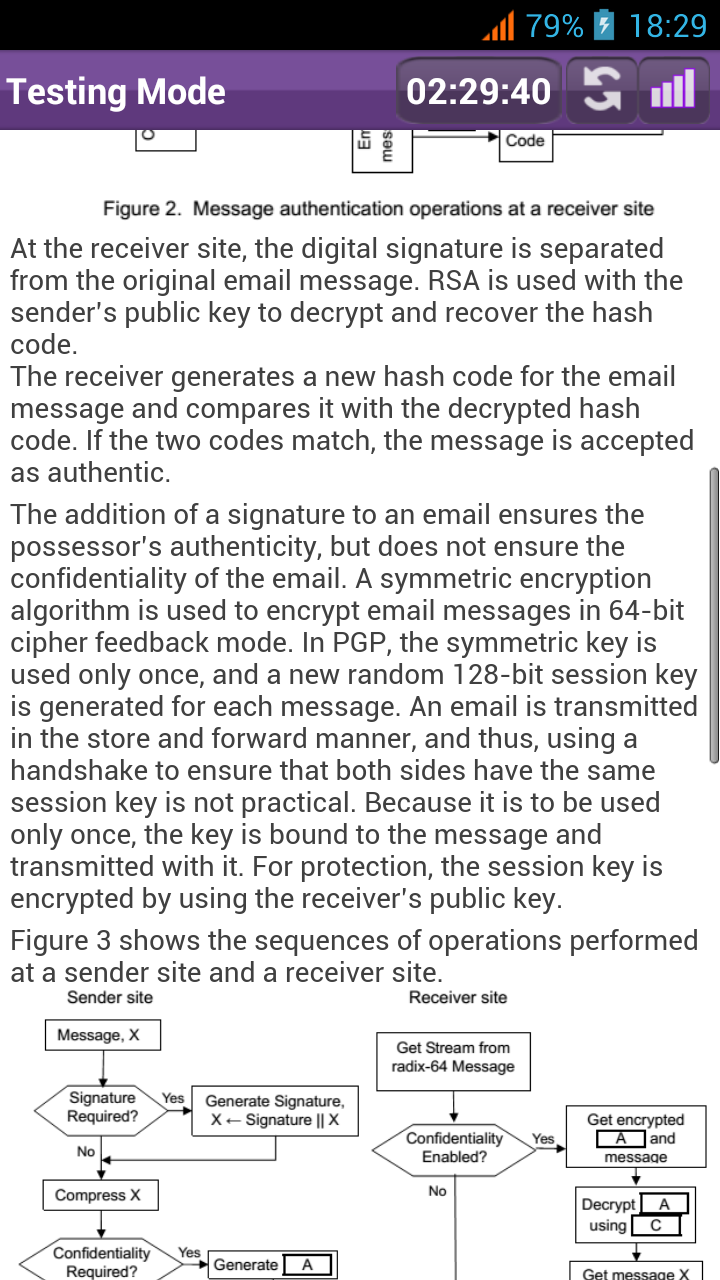 79% 18:29
Testing Mode 02:29:40
C
Em
mes
Code
Figure 2. Message authentication operations at a receiver site
At the receiver site, the digital signature is separated
from the original email message. RSA is used with the
sender's public key to decrypt and recover the hash
code.
The receiver generates a new hash code for the email
message and compares it with the decrypted hash
code. If the two codes match, the message is accepted
as authentic.
The addition of a signature to an email ensures the
possessor's authenticity, but does not ensure the
confidentiality of the email. A symmetric encryption
algorithm is used to encrypt email messages in 64-bit
cipher feedback mode. In PGP, the symmetric key is
used only once, and a new random 128-bit session key
is generated for each message. An email is transmitted
in the store and forward manner, and thus, using a
handshake to ensure that both sides have the same
session key is not practical. Because it is to be used
only once, the key is bound to the message and
transmitted with it. For protection, the session key is
encrypted by using the receiver's public key.
Figure 3 shows the sequences of operations performed
at a sender site and a receiver site.
Sender site
Message, X
Signature
Required?
Yes
Generate Signature,
X ← Signature || X
No
Compress X
Confidentiality
Required?
Yes
Generate A
Receiver site
Get Stream from
radix-64 Message
Confidentiality
Enabled?
Yes
Get encrypted
A and
message
No
Decrypt A
using C
Get message X